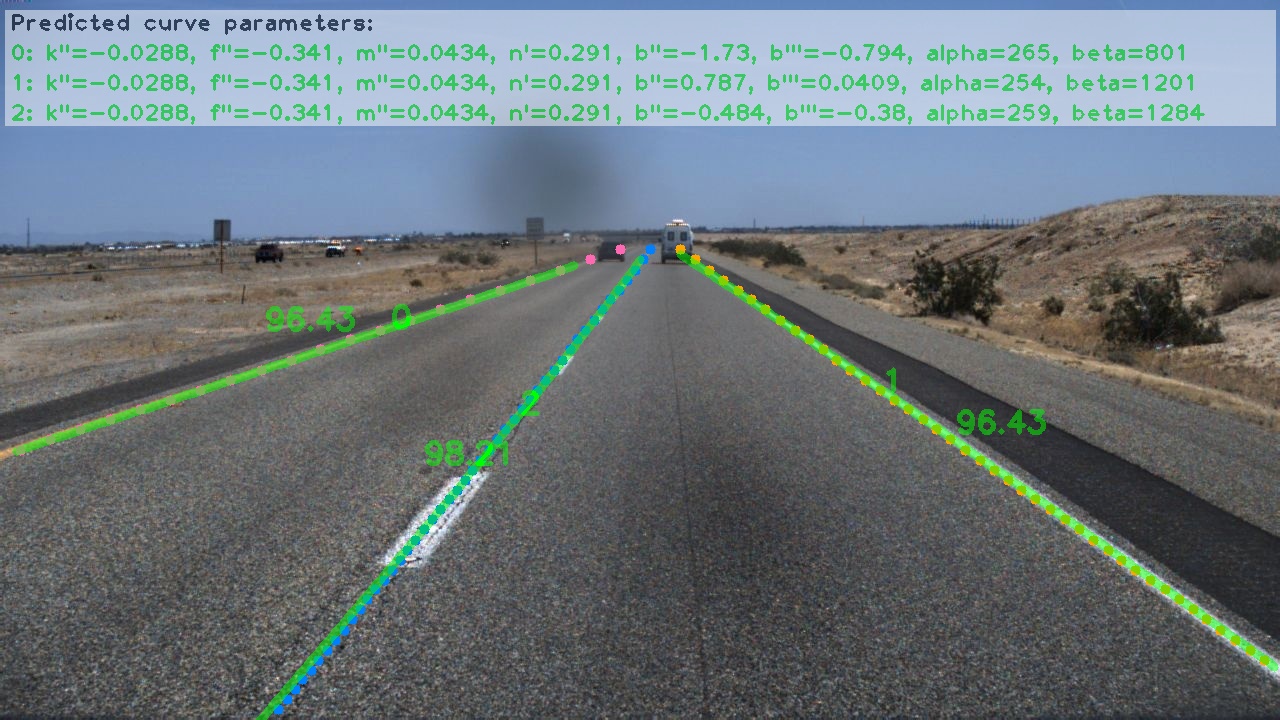 Predicted curve parameters:
0: k''=-0.0288, f''=-0.341, m''=0.0434, n'=0.291, b''=-1.73, b'''=-0.794, alpha=265, beta=801
1: k''=-0.0288, f''=-0.341, m''=0.0434, n'=0.291, b''=0.787, b'''=0.0409, alpha=254, beta=1201
2: k''=-0.0288, f''=-0.341, m''=0.0434, n'=0.291, b''=-0.484, b'''=-0.38, alpha=259, beta=1284
96.43 0
1
2
96.43
98.21